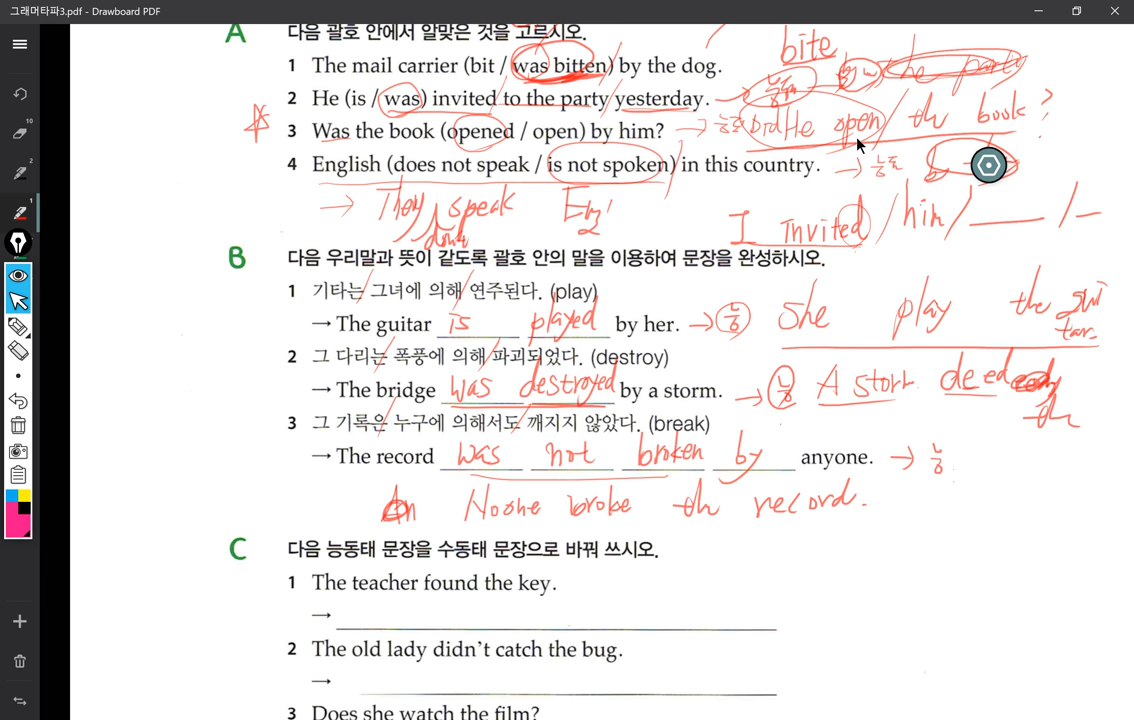 그래머타파3.pdf - Drawboard PDF
A 다음 괄호 안에서 알맞은 것을 고르시오.
bite
1 The mail carrier (bit / was bitten) by the dog.
the party
2 He (is / was) invited to the party yesterday. → 능동
3 Was the book (opened / open) by him? → 능동 Did He open / the book?
4 English (does not speak / is not spoken) in this country. → 능동
→ They don't speak Eng'
I invited / him /
B 다음 우리말과 뜻이 같도록 괄호 안의 말을 이용하여 문장을 완성하시오.
1 기타는 그녀에 의해 연주된다. (play)
→ The guitar is played by her. → 능 She play the guitar.
2 그 다리는 폭풍에 의해 파괴되었다. (destroy)
→ The bridge was destroyed by a storm. → 능 A storm
3 그 기록은 누구에 의해서도 깨지지 않았다. (break)
→ The record was not broken by anyone. → 능
broke the record.
C 다음 능동태 문장을 수동태 문장으로 바꿔 쓰시오.
1 The teacher found the key.
→
2 The old lady didn't catch the bug.
→
3 Does she watch the film?
10
2
1